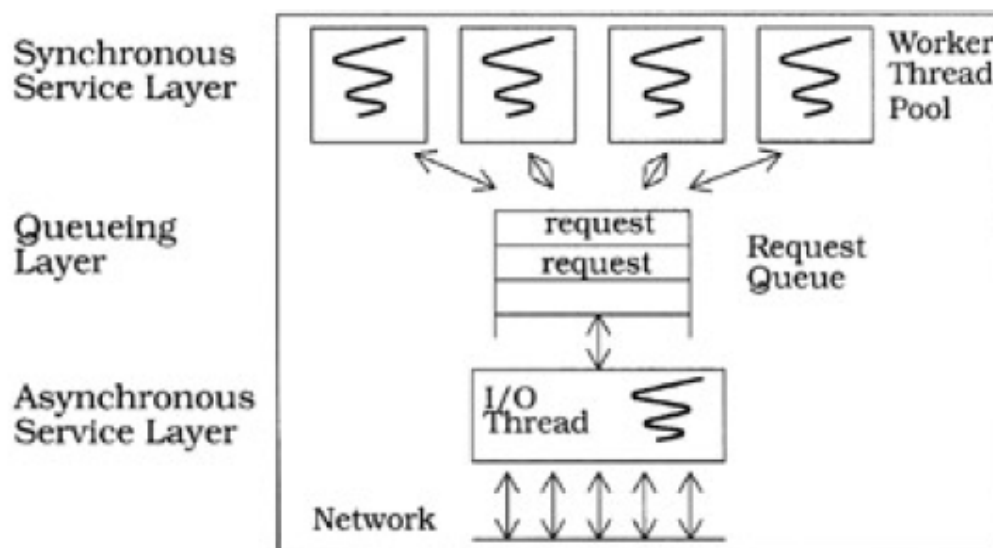 Synchronous
Service Layer
Worker
Thread
Pool
Queueing
Layer
request
request
Request
Queue
Asynchronous
Service Layer
I/O
Thread
Network